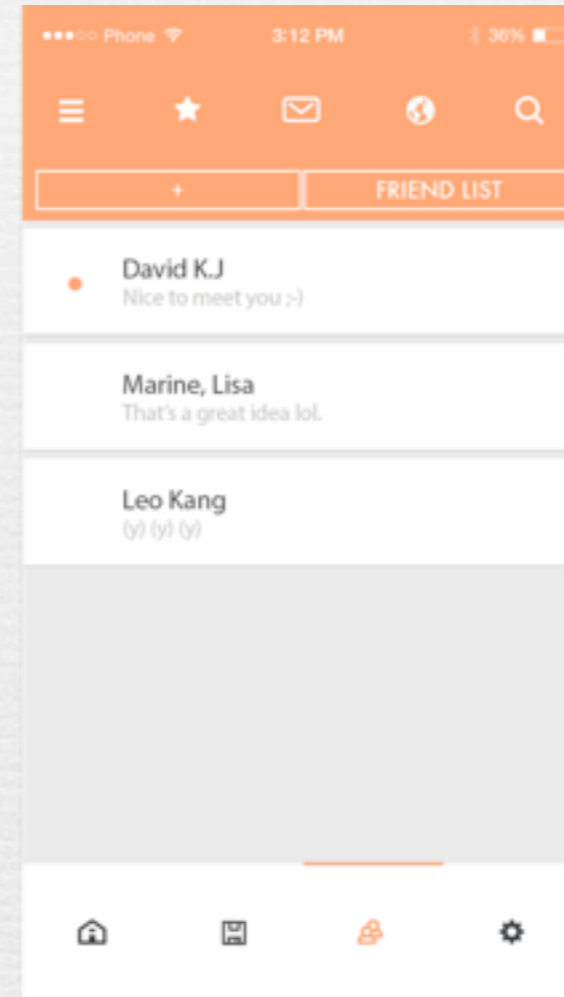 Phone 3:12 PM 36%
+ FRIEND LIST
David K.J
Nice to meet you ;-)
Marine, Lisa
That's a great idea lol.
Leo Kang
(y) (y) (y)